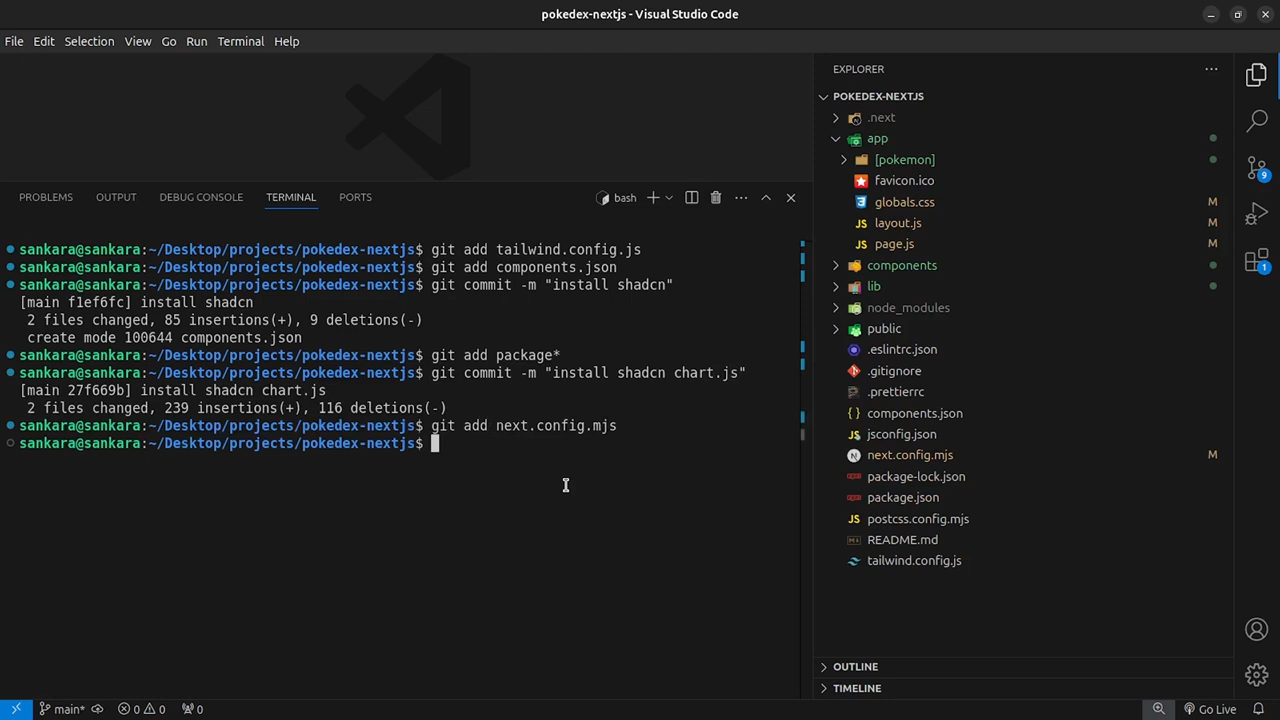 pokedex-nextjs - Visual Studio Code
File Edit Selection View Go Run Terminal Help
PROBLEMS OUTPUT DEBUG CONSOLE TERMINAL PORTS
bash
sankara@sankara:~/Desktop/projects/pokedex-nextjs$ git add tailwind.config.js
sankara@sankara:~/Desktop/projects/pokedex-nextjs$ git add components.json
sankara@sankara:~/Desktop/projects/pokedex-nextjs$ git commit -m "install shadcn"
[main f1ef6fc] install shadcn
2 files changed, 85 insertions(+), 9 deletions(-)
create mode 100644 components.json
sankara@sankara:~/Desktop/projects/pokedex-nextjs$ git add package*
sankara@sankara:~/Desktop/projects/pokedex-nextjs$ git commit -m "install shadcn chart.js"
[main 27f669b] install shadcn chart.js
2 files changed, 239 insertions(+), 116 deletions(-)
sankara@sankara:~/Desktop/projects/pokedex-nextjs$ git add next.config.mjs
sankara@sankara:~/Desktop/projects/pokedex-nextjs$
EXPLORER
POKEDEX-NEXTJS
.next
app
[pokemon]
favicon.ico
globals.css M
JS layout.js M
JS page.js M
components
lib
node_modules
public
.eslintrc.json
.gitignore
.prettierrc
{ } components.json
JS jsconfig.json
N next.config.mjs M
package-lock.json
package.json
JS postcss.config.mjs
README.md
tailwind.config.js
OUTLINE
TIMELINE
9
1
main* 0 0 0
Go Live